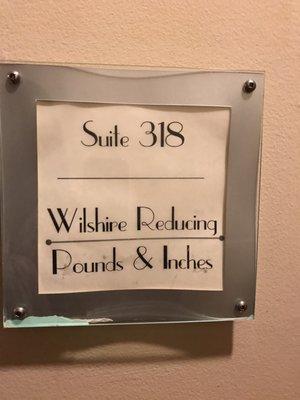 Suite 318
Wilshire Reducing
Pounds & Inches